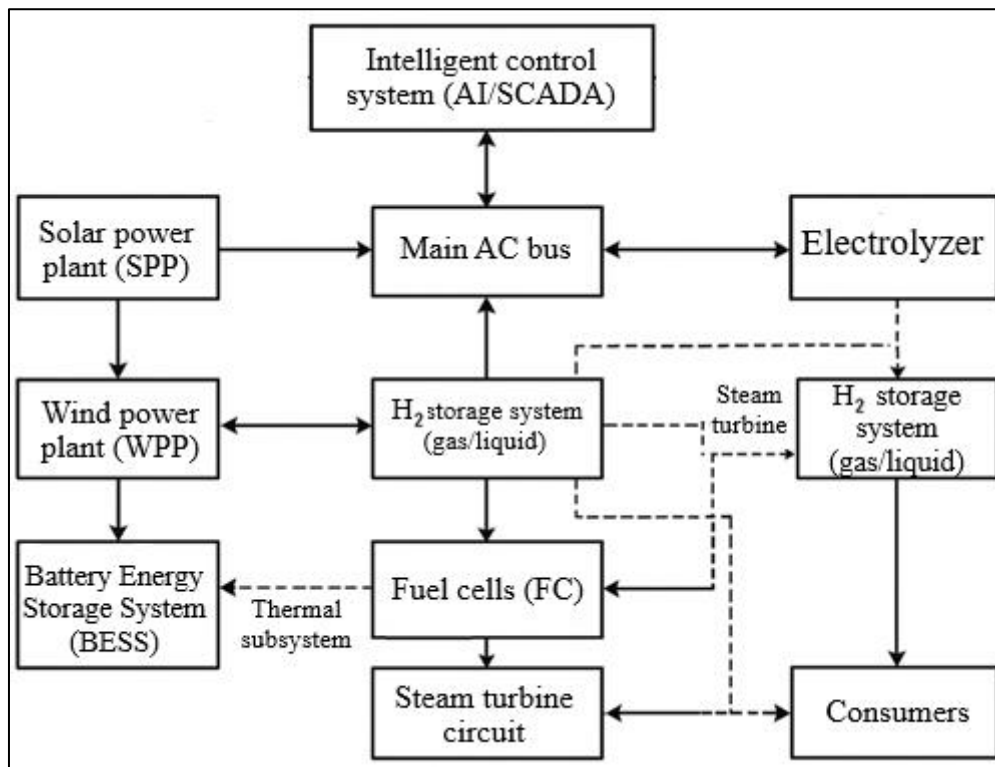 Intelligent control
system (AI/SCADA)
Solar power
plant (SPP)
Main AC bus
Electrolyzer
Wind power
plant (WPP)
H₂ storage system
(gas/liquid)
Steam
turbine
H₂ storage
system
(gas/liquid)
Battery Energy
Storage System
(BESS)
Thermal
subsystem
Fuel cells (FC)
Steam turbine
circuit
Consumers